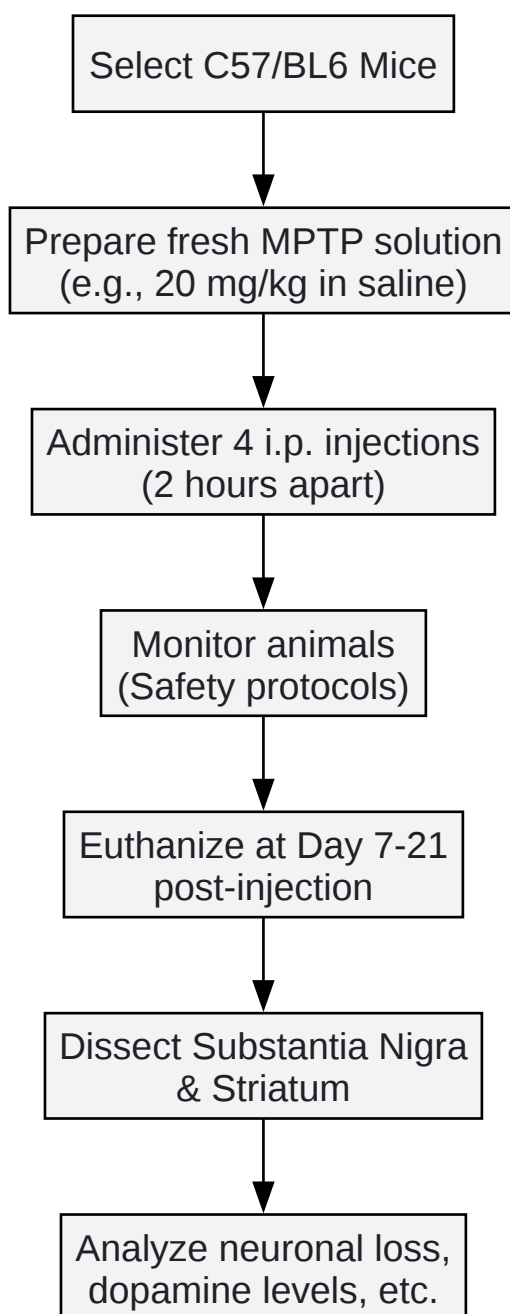 Select C57/BL6 Mice
Prepare fresh MPTP solution
(e.g., 20 mg/kg in saline)
Administer 4 i.p. injections
(2 hours apart)
Monitor animals
(Safety protocols)
Euthanize at Day 7-21
post-injection
Dissect Substantia Nigra
& Striatum
Analyze neuronal loss,
dopamine levels, etc.